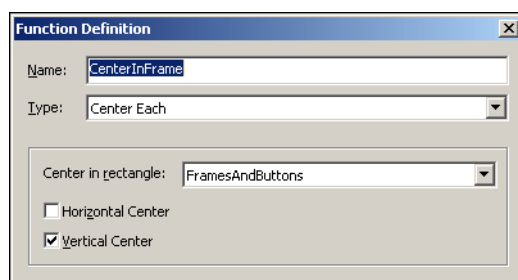 Function Definition
Name: CenterInFrame
Type: Center Each
Center in rectangle: FramesAndButtons
Horizontal Center
Vertical Center